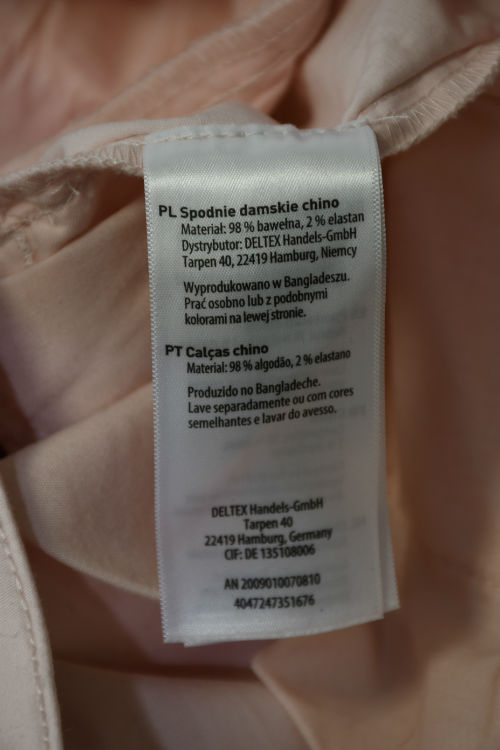 PL Spodnie damskie chino
Materiał: 98 % bawełna, 2 % elastan
Dystrybutor: DELTEX Handels-GmbH
Tarpen 40, 22419 Hamburg, Niemcy
Wyprodukowano w Bangladeszu.
Prać osobno lub z podobnymi
kolorami na lewej stronie.
PT Calças chino
Material: 98 % algodão, 2 % elastano
Produzido no Bangladeche.
Lave separadamente ou com cores
semelhantes e lavar do avesso.
DELTEX Handels-GmbH
Tarpen 40
22419 Hamburg, Germany
CIF: DE 135108006
AN 2009010070810
4047247351676